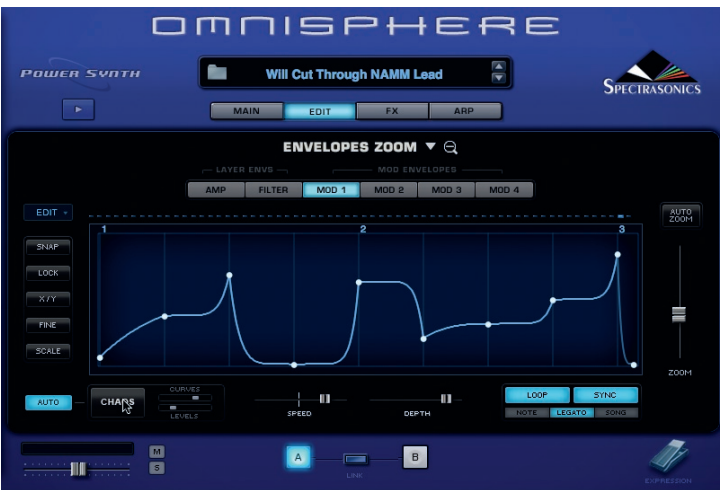 OMNISPHERE
POWER SYNTH
Will Cut Through NAMM Lead
SPECTRASONICS
MAIN EDIT FX ARP
ENVELOPES ZOOM
LAYER ENVS MOD ENVELOPES
AMP FILTER MOD 1 MOD 2 MOD 3 MOD 4
EDIT
AUTO ZOOM
1 2 3
SNAP
LOCK
X/Y
FINE
SCALE
ZOOM
AUTO
CHAOS
CURVES
LEVELS
SPEED
DEPTH
LOOP SYNC
NOTE LEGATO SONG
M
S
A
LINK
B
EXPRESSION